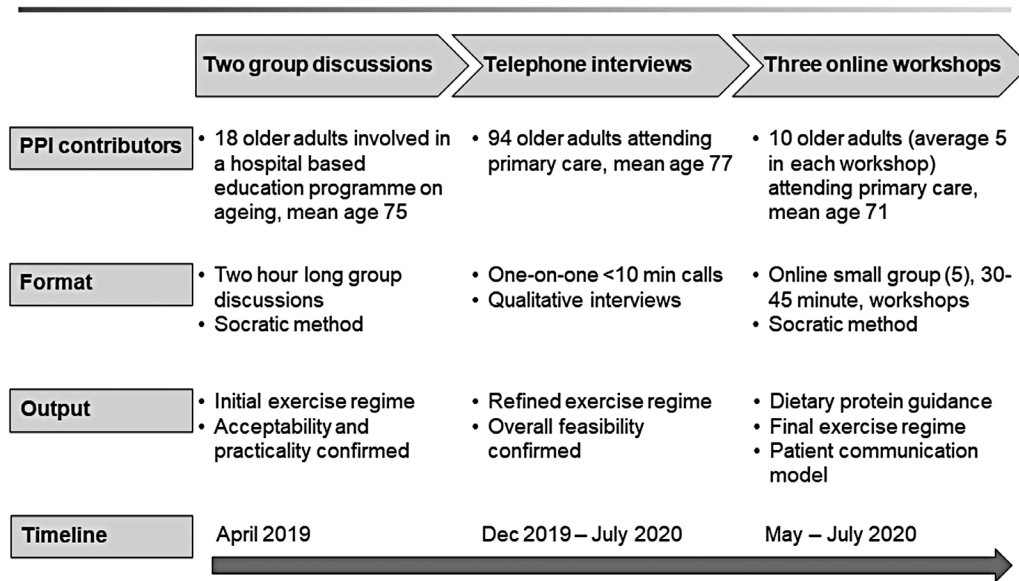 Two group discussions
Telephone interviews
Three online workshops
PPI contributors
• 18 older adults involved in
a hospital based
education programme on
ageing, mean age 75
• 94 older adults attending
primary care, mean age 77
• 10 older adults (average 5
in each workshop)
attending primary care,
mean age 71
Format
• Two hour long group
discussions
• Socratic method
• One-on-one <10 min calls
• Qualitative interviews
• Online small group (5), 30-
45 minute, workshops
• Socratic method
Output
• Initial exercise regime
• Acceptability and
practicality confirmed
• Refined exercise regime
• Overall feasibility
confirmed
• Dietary protein guidance
• Final exercise regime
• Patient communication
model
Timeline
April 2019
Dec 2019 – July 2020
May – July 2020